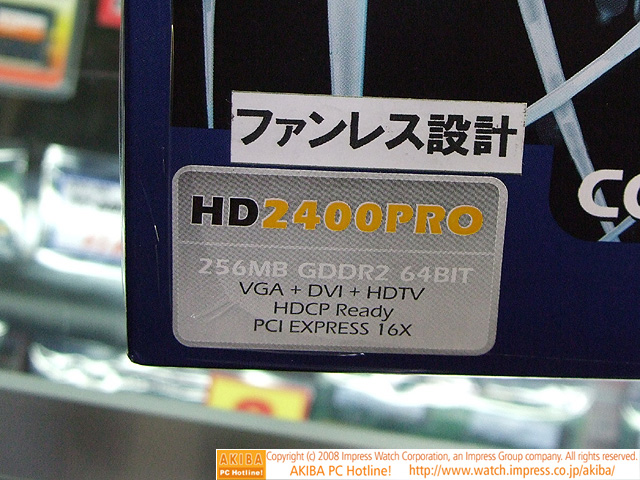 ファンレス設計
HD2400PRO
256MB GDDR2 64BIT
VGA + DVI + HDTV
HDCP Ready
PCI EXPRESS 16X
AKIBA
PC Hotline!
Copyright (c) 2008 Impress Watch Corporation, an Impress Group company. All rights reserved.
AKIBA PC Hotline! http://www.watch.impress.co.jp/akiba/